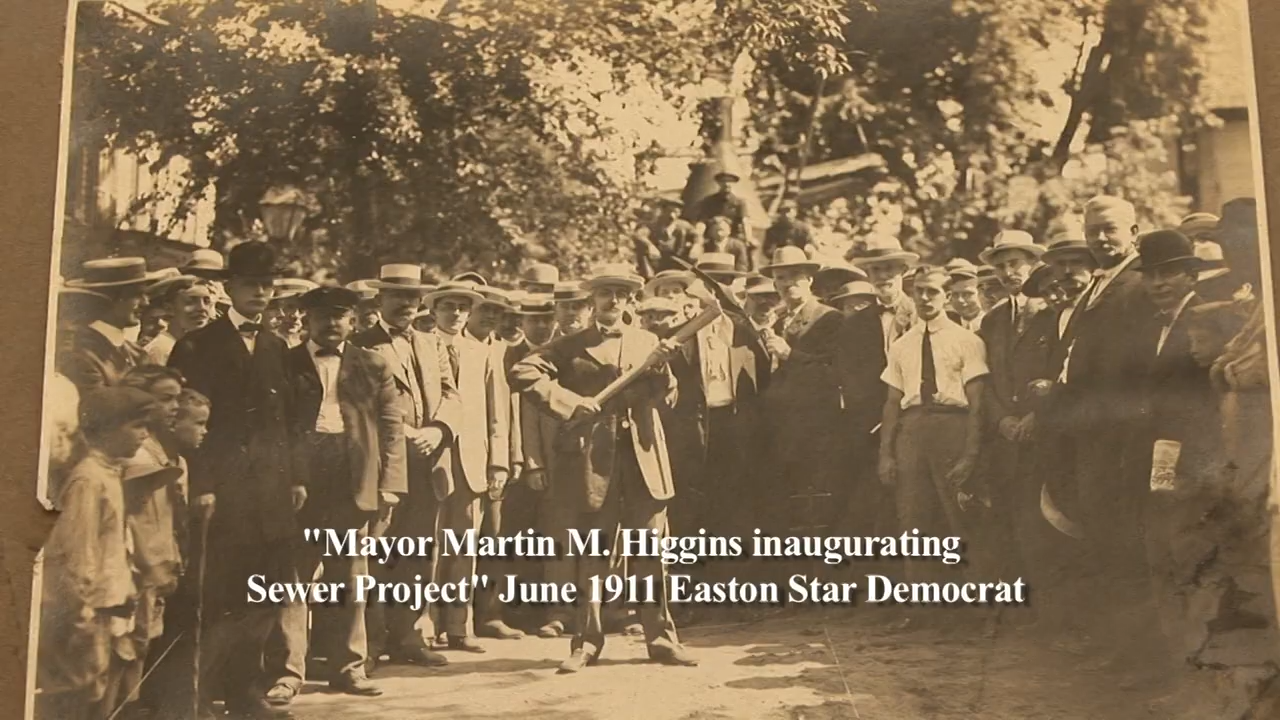 "Mayor Martin M. Higgins inaugurating
Sewer Project" June 1911 Easton Star Democrat